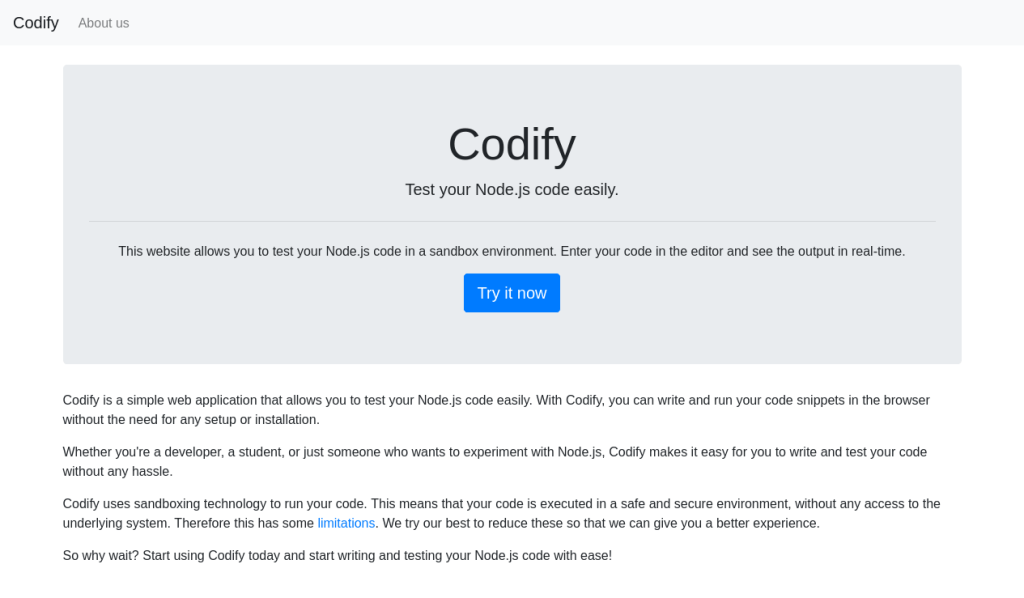 Codify About us
Codify
Test your Node.js code easily.
This website allows you to test your Node.js code in a sandbox environment. Enter your code in the editor and see the output in real-time.
Try it now
Codify is a simple web application that allows you to test your Node.js code easily. With Codify, you can write and run your code snippets in the browser
without the need for any setup or installation.
Whether you're a developer, a student, or just someone who wants to experiment with Node.js, Codify makes it easy for you to write and test your code
without any hassle.
Codify uses sandboxing technology to run your code. This means that your code is executed in a safe and secure environment, without any access to the
underlying system. Therefore this has some limitations. We try our best to reduce these so that we can give you a better experience.
So why wait? Start using Codify today and start writing and testing your Node.js code with ease!